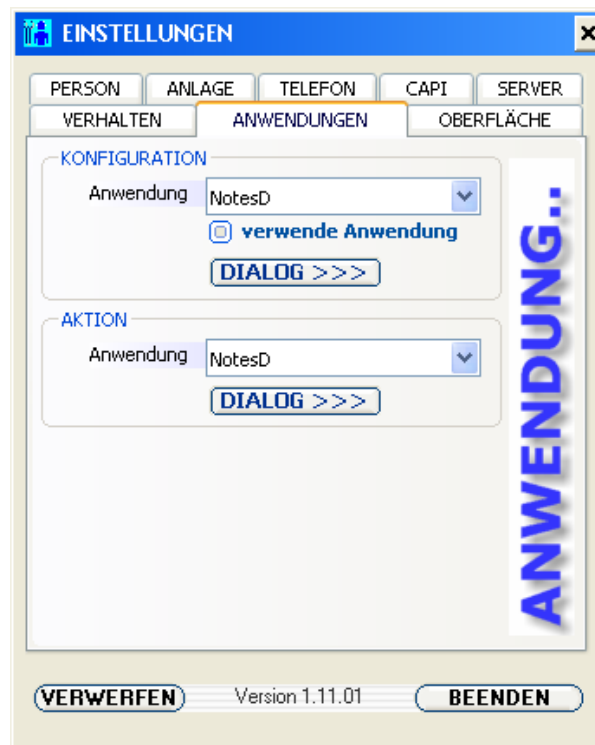 EINSTELLUNGEN
PERSON ANLAGE TELEFON CAPI SERVER
VERHALTEN ANWENDUNGEN OBERFLÄCHE
KONFIGURATION
Anwendung NotesD
verwende Anwendung
DIALOG >>>
AKTION
Anwendung NotesD
DIALOG >>>
ANWENDUNG..
VERWERFEN Version 1.11.01 BEENDEN